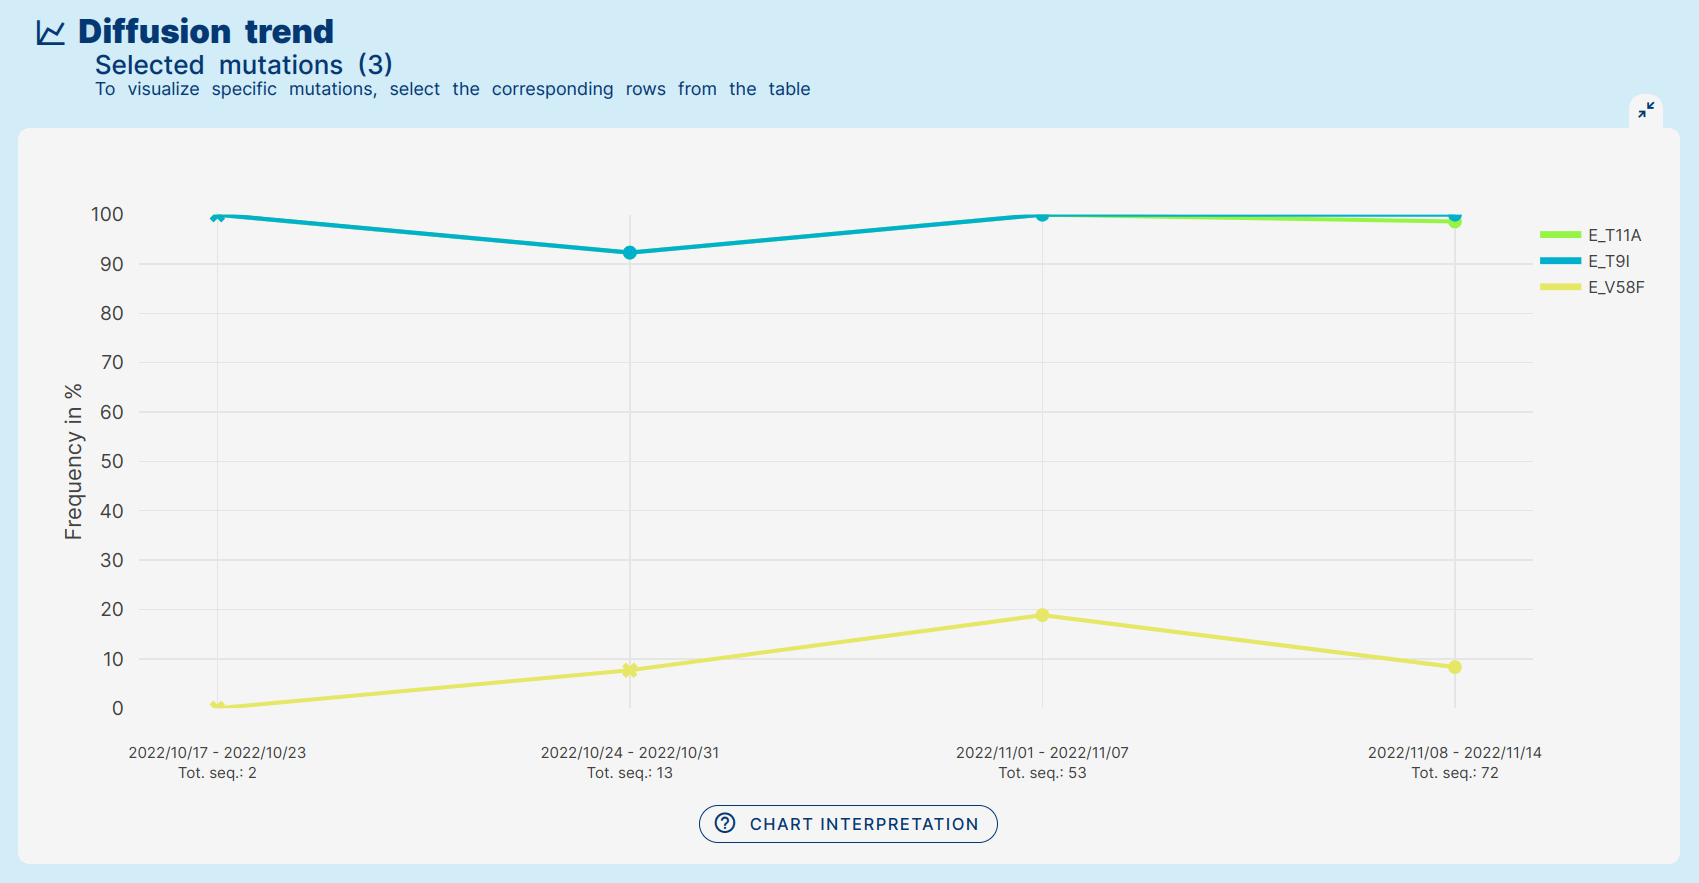 Diffusion trend
Selected mutations (3)
To visualize specific mutations, select the corresponding rows from the table
100
90
80
70
60
50
40
30
20
10
0
Frequency in %
E_T11A
E_T9I
E_V58F
2022/10/17 - 2022/10/23
Tot. seq.: 2
2022/10/24 - 2022/10/31
Tot. seq.: 13
2022/11/01 - 2022/11/07
Tot. seq.: 53
2022/11/08 - 2022/11/14
Tot. seq.: 72
CHART INTERPRETATION